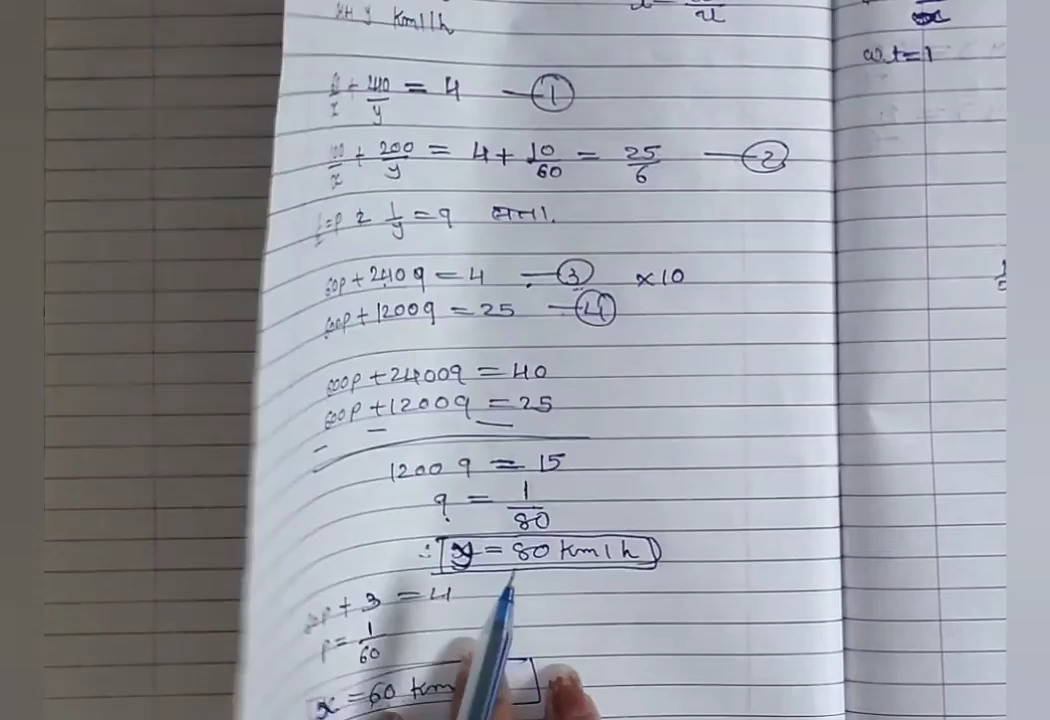 y Km/h
u
w.t=1
/x + 240/y = 4 — ①
/x + 200/y = 4 + 10/60 = 25/6 — ②
=p & 1/y = q
60p + 240q = 4 — ③ ×10
600p + 1200q = 25 — ④
600p + 2400q = 40
600p + 1200q = 25
1200q = 15
q = 1/80
∴ y = 80 Km/h
+ 3 = 4
p = 1/60
x = 60 Km